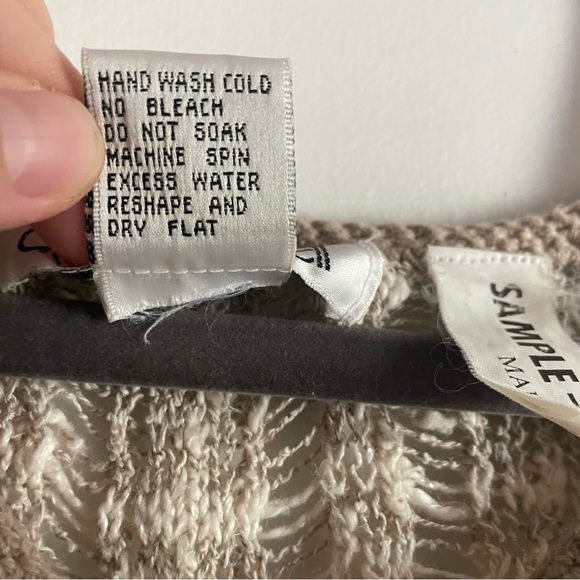 HAND WASH COLD
NO BLEACH
DO NOT SOAK
MACHINE SPIN
EXCESS WATER
RESHAPE AND
DRY FLAT
SAMPLE -